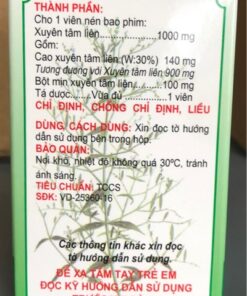 THÀNH PHẦN:
Cho 1 viên nén bao phim:
Xuyên tâm liên............1000 mg
Gồm:
Cao xuyên tâm liên (W:30%) 140 mg
Tương đương với Xuyên tâm liên 900 mg
Bột mịn xuyên tâm liên........100 mg
Tá dược.......Vừa đủ..........1 viên
CHỈ ĐỊNH, CHỐNG CHỈ ĐỊNH, LIỀU
DÙNG, CÁCH DÙNG: Xin đọc tờ hướng
dẫn sử dụng bên trong hộp.
BẢO QUẢN:
Nơi khô, nhiệt độ không quá 30ºC, tránh
ánh sáng.
TIÊU CHUẨN: TCCS
SĐK: VD-25360-16
Các thông tin khác xin đọc
tờ hướng dẫn sử dụng.
ĐỂ XA TẦM TAY TRẺ EM
ĐỌC KỸ HƯỚNG DẪN SỬ DỤNG